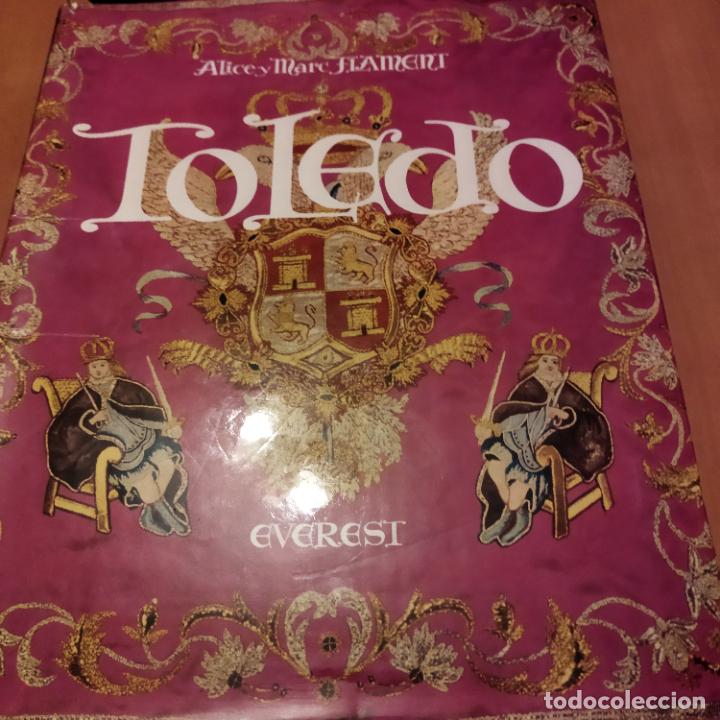 Alice y Marc FLAMENT
ToLedo
EVEREST
todocoleccion